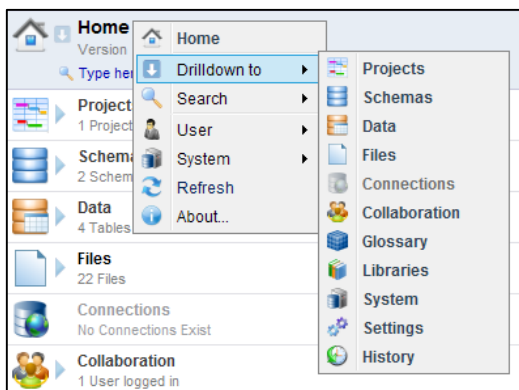 Home
Version
Type her
Project
1 Project
Schema
2 Schem
Data
4 Tables
Files
22 Files
Connections
No Connections Exist
Collaboration
1 User logged in
Home
Drilldown to
Search
User
System
Refresh
About...
Projects
Schemas
Data
Files
Connections
Collaboration
Glossary
Libraries
System
Settings
History